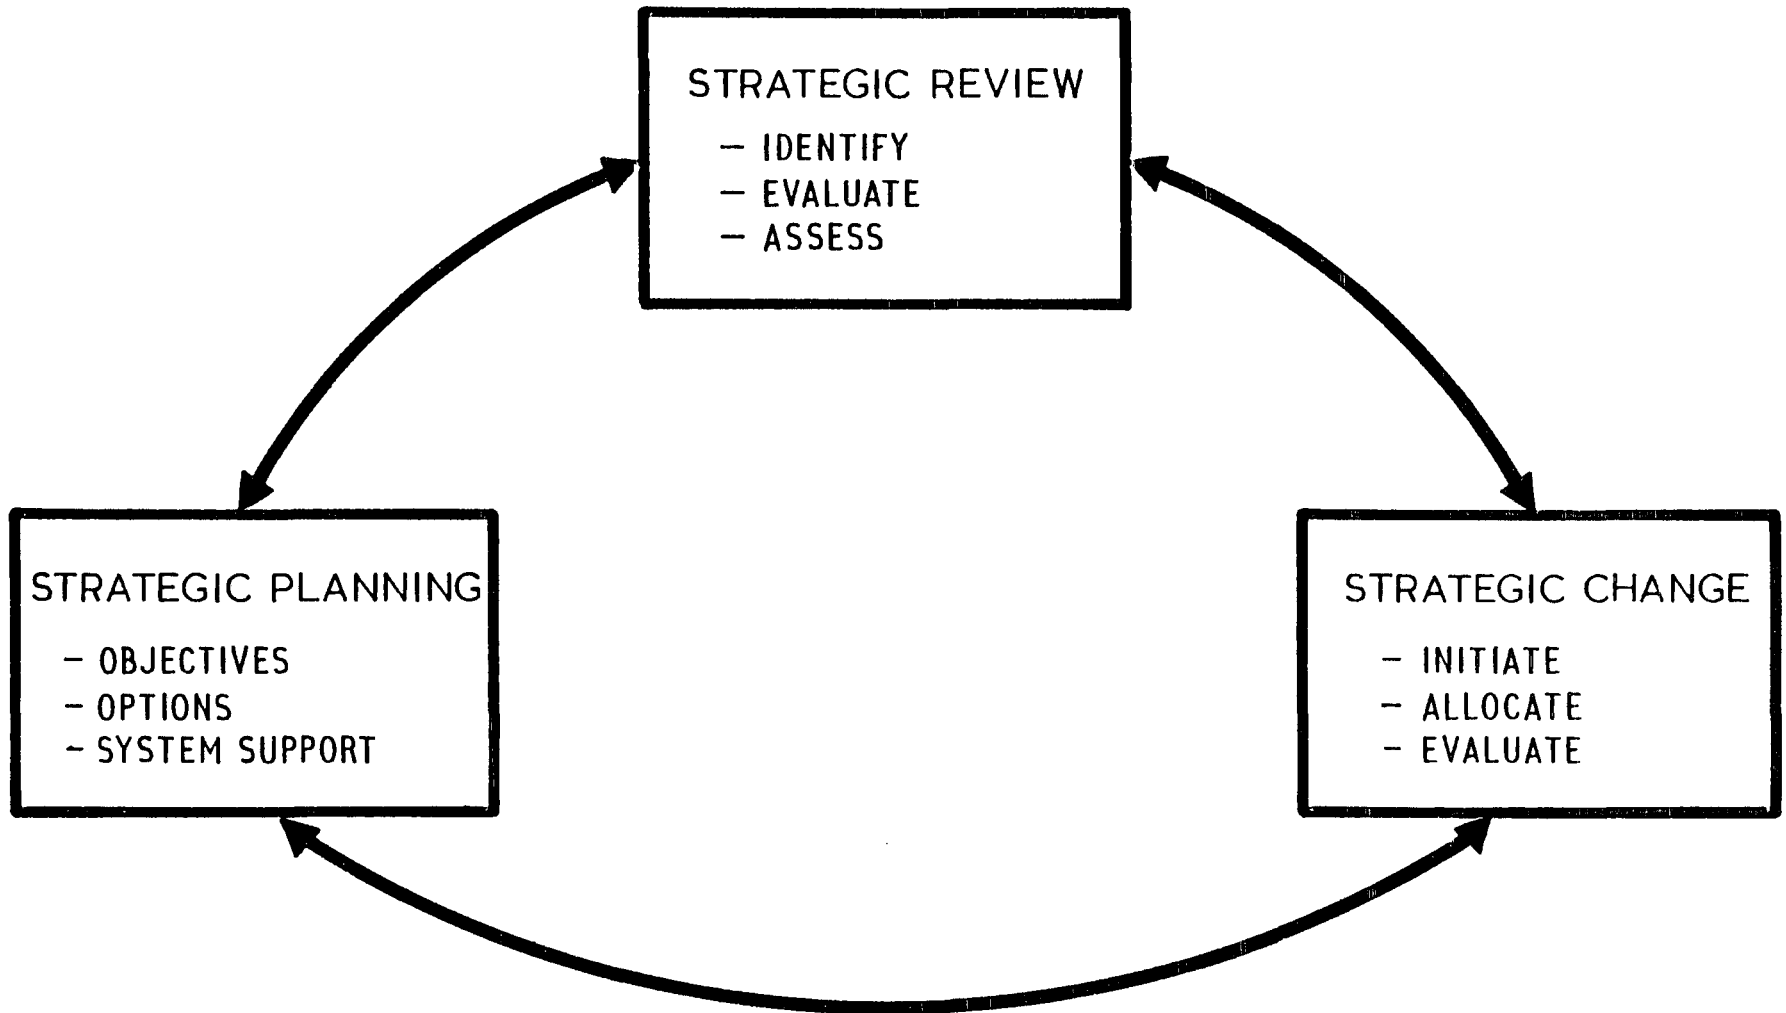 STRATEGIC REVIEW
– IDENTIFY
– EVALUATE
– ASSESS
STRATEGIC PLANNING
– OBJECTIVES
– OPTIONS
– SYSTEM SUPPORT
STRATEGIC CHANGE
– INITIATE
– ALLOCATE
– EVALUATE